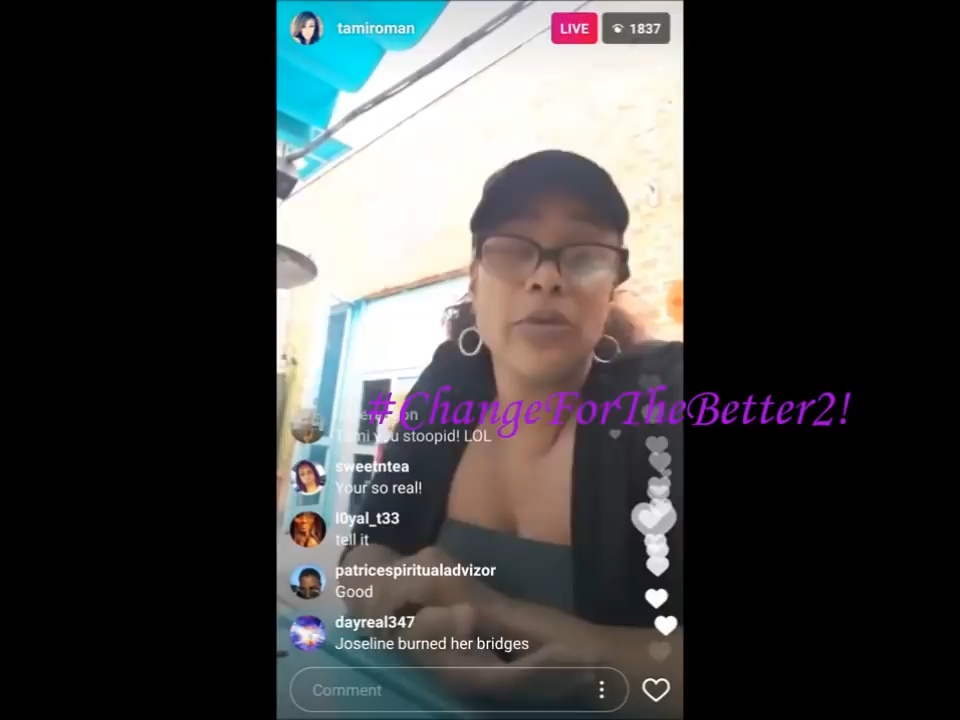 tamiroman
LIVE
1837
#ChangeForTheBetter2!
Tami you stoopid! LOL
sweetntea
Your so real!
l0yal_t33
tell it
patricespiritualadvizor
Good
dayreal347
Joseline burned her bridges
Comment